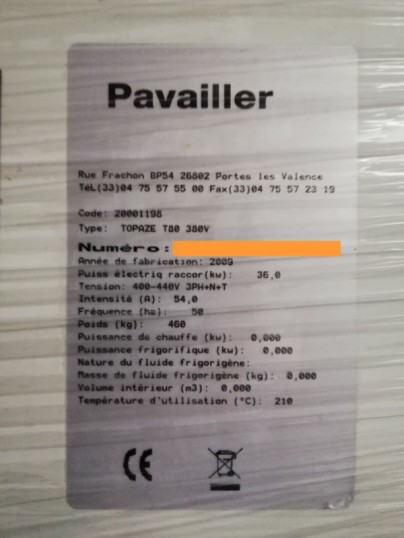 Pavailler
Rue Frachon BP54 26802 Portes les Valence
TéL(33)04 75 57 55 00 Fax(33)04 75 57 23 19
Code: 20001198
Type: TOPAZE T80 380V
Numéro:
Année de fabrication: 2009
Puiss électriq raccor(kw): 36,0
Tension: 400-440V 3PH+N+T
Intensité (A): 54,0
Fréquence (hz): 50
Poids (kg): 460
Puissance de chauffe (kw): 0,000
Puissance frigorifique (kw): 0,000
Nature du fluide frigorigène:
Masse de fluide frigorigène (kg): 0,000
Volume intérieur (m3): 0,000
Température d'utilisation (°C): 210
CE